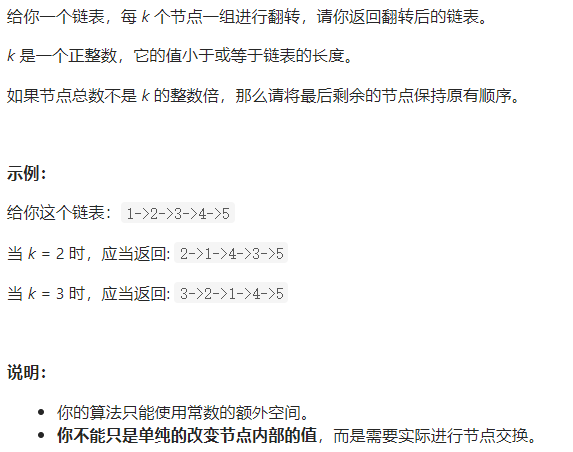 给你一个链表，每 k 个节点一组进行翻转，请你返回翻转后的链表。
k 是一个正整数，它的值小于或等于链表的长度。
如果节点总数不是 k 的整数倍，那么请将最后剩余的节点保持原有顺序。
示例：
给你这个链表：1->2->3->4->5
当 k = 2 时，应当返回: 2->1->4->3->5
当 k = 3 时，应当返回: 3->2->1->4->5
说明：
• 你的算法只能使用常数的额外空间。
• 你不能只是单纯的改变节点内部的值，而是需要实际进行节点交换。